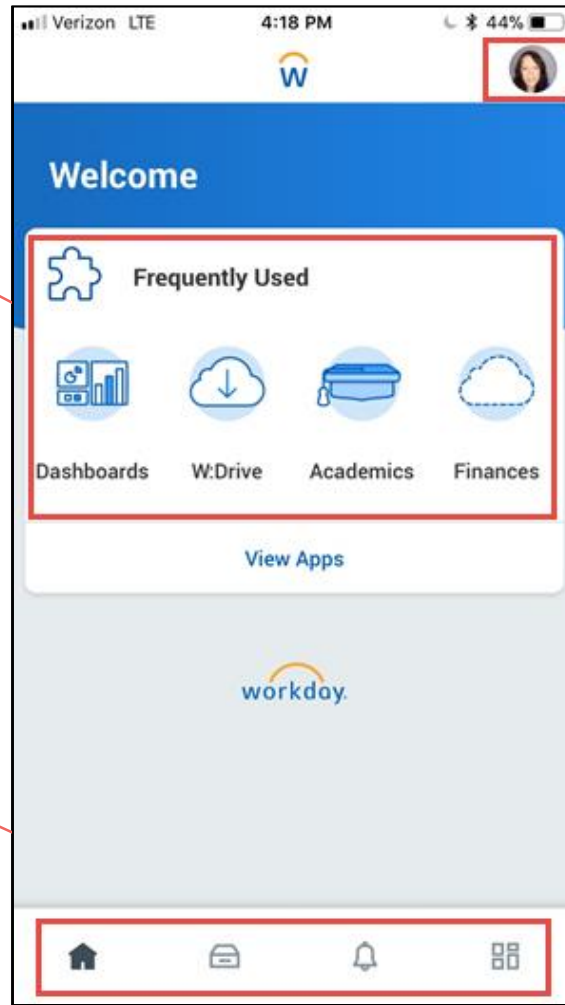 Verizon LTE 4:18 PM 44%
W
Welcome
Frequently Used
Dashboards W:Drive Academics Finances
View Apps
workday.